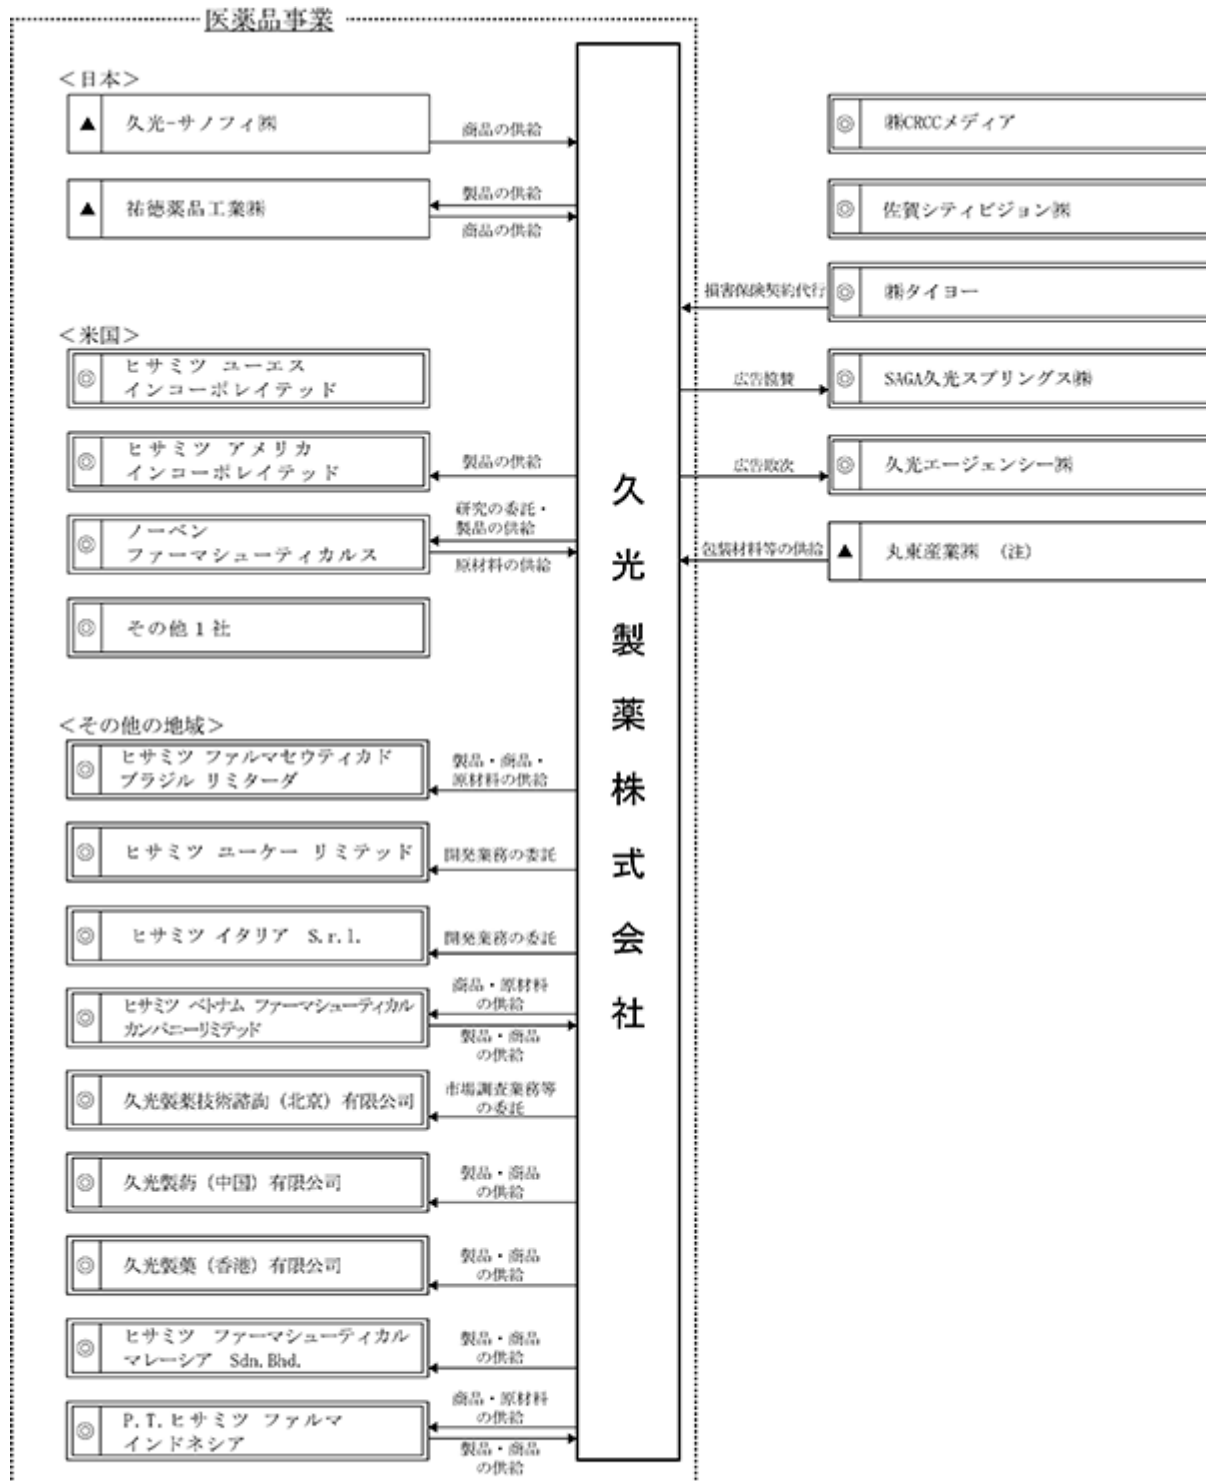 医薬品事業
＜日本＞
▲ 久光-サノフィ㈱
商品の供給
▲ 祐徳薬品工業㈱
製品の供給
商品の供給
＜米国＞
◎ ヒサミツ ユーエス
インコーポレイテッド
◎ ヒサミツ アメリカ
インコーポレイテッド
製品の供給
◎ ノーベン
ファーマシューティカルス
研究の委託・
製品の供給
原材料の供給
◎ その他１社
＜その他の地域＞
◎ ヒサミツ ファルマセウティカド
ブラジル リミターダ
製品・商品・
原材料の供給
◎ ヒサミツ ユーケー リミテッド
開発業務の委託
◎ ヒサミツ イタリア S.r.l.
開発業務の委託
◎ ヒサミツ ベトナム ファーマシューティカル
カンパニーリミテッド
商品・原材料
の供給
製品・商品
の供給
◎ 久光製薬技術諮詢（北京）有限公司
市場調査業務等
の委託
◎ 久光製葯（中国）有限公司
製品・商品
の供給
◎ 久光製薬（香港）有限公司
製品・商品
の供給
◎ ヒサミツ ファーマシューティカル
マレーシア Sdn.Bhd.
製品・商品
の供給
◎ P.T.ヒサミツ ファルマ
インドネシア
商品・原材料
の供給
製品・商品
の供給
久光製薬株式会社
◎ ㈱CRCCメディア
◎ 佐賀シティビジョン㈱
損害保険契約代行
◎ ㈱タイヨー
広告協賛
◎ SAGA久光スプリングス㈱
広告取次
◎ 久光エージェンシー㈱
包装材料等の供給
▲ 丸東産業㈱ （注）